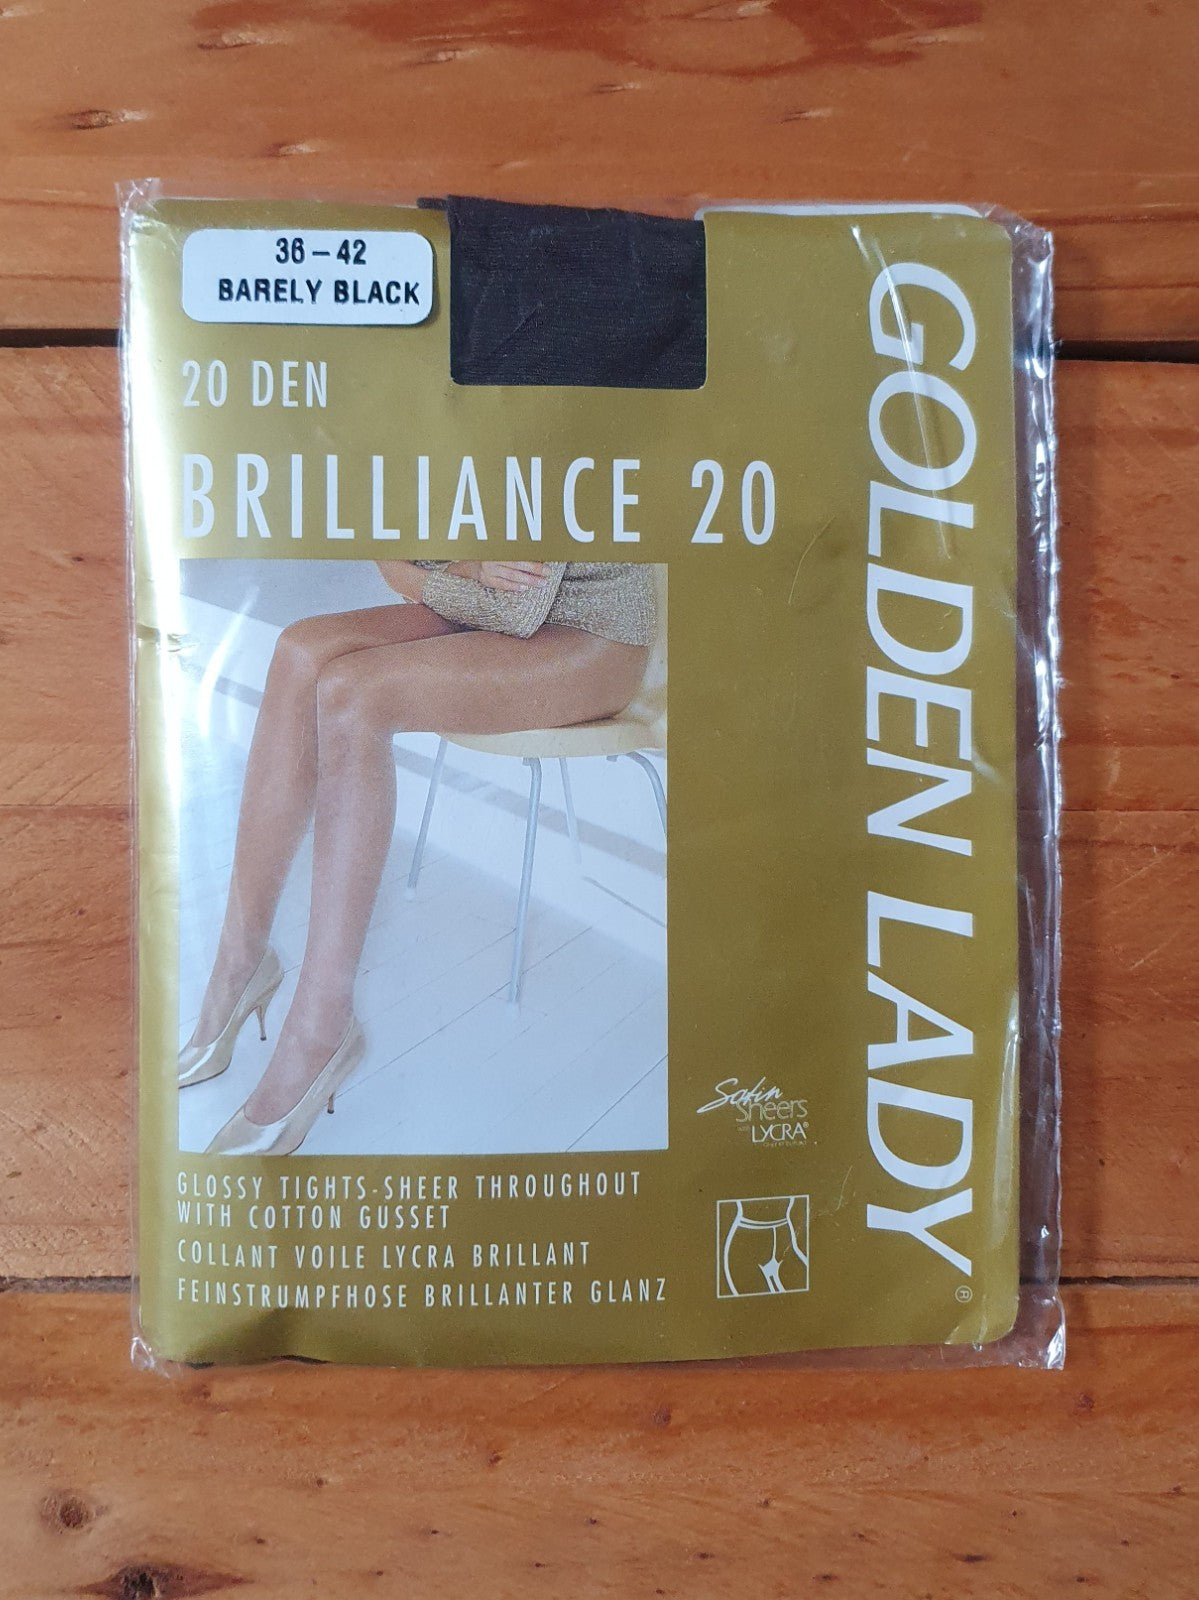 36 – 42
BARELY BLACK
20 DEN
BRILLIANCE 20
GOLDEN LADY®
Satin
Sheers
LYCRA®
GLOSSY TIGHTS-SHEER THROUGHOUT
WITH COTTON GUSSET
COLLANT VOILE LYCRA BRILLANT
FEINSTRUMPFHOSE BRILLANTER GLANZ